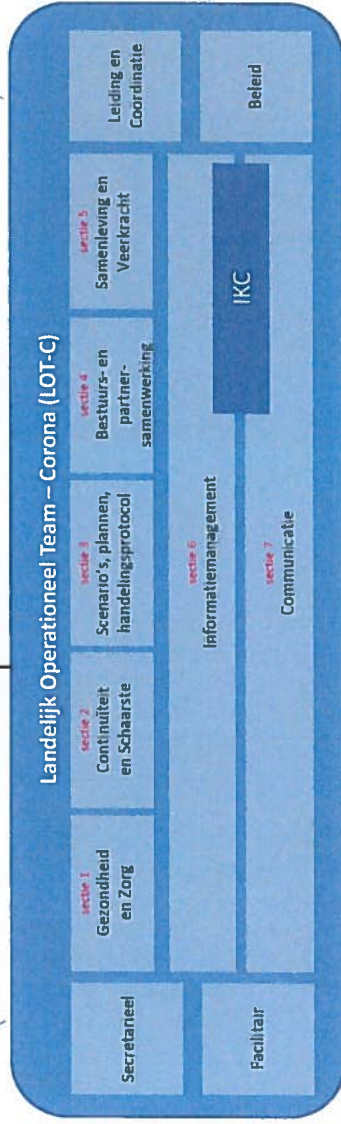 Landelijk Operationeel Team – Corona (LOT-C)
Secretarieel
Facilitair
sectie 1
Gezondheid
en Zorg
sectie 2
Continuïteit
en Schaarste
sectie 3
Scenario's, plannen,
handelingsprotocol
sectie 4
Bestuurs- en
partner-
samenwerking
sectie 5
Samenleving en
Veerkracht
sectie 6
Informatiemanagement
sectie 7
Communicatie
IKC
Leiding en
Coordinatie
Beleid